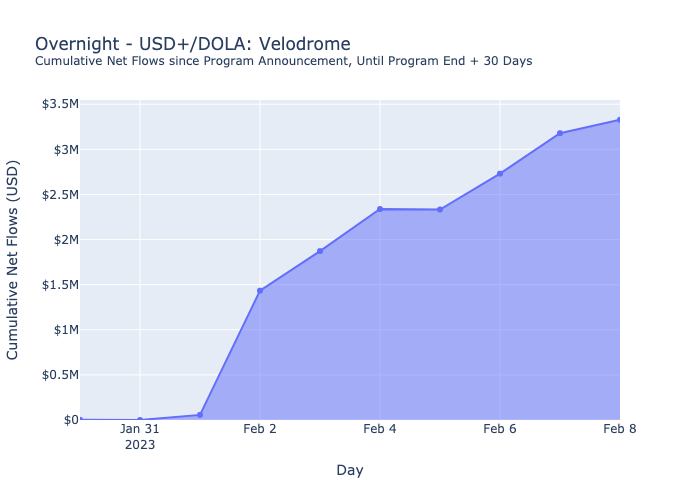 Overnight - USD+/DOLA: Velodrome
Cumulative Net Flows since Program Announcement, Until Program End + 30 Days
Cumulative Net Flows (USD)
$3.5M
$3M
$2.5M
$2M
$1.5M
$1M
$0.5M
$0
Jan 31
2023
Feb 2
Feb 4
Feb 6
Feb 8
Day